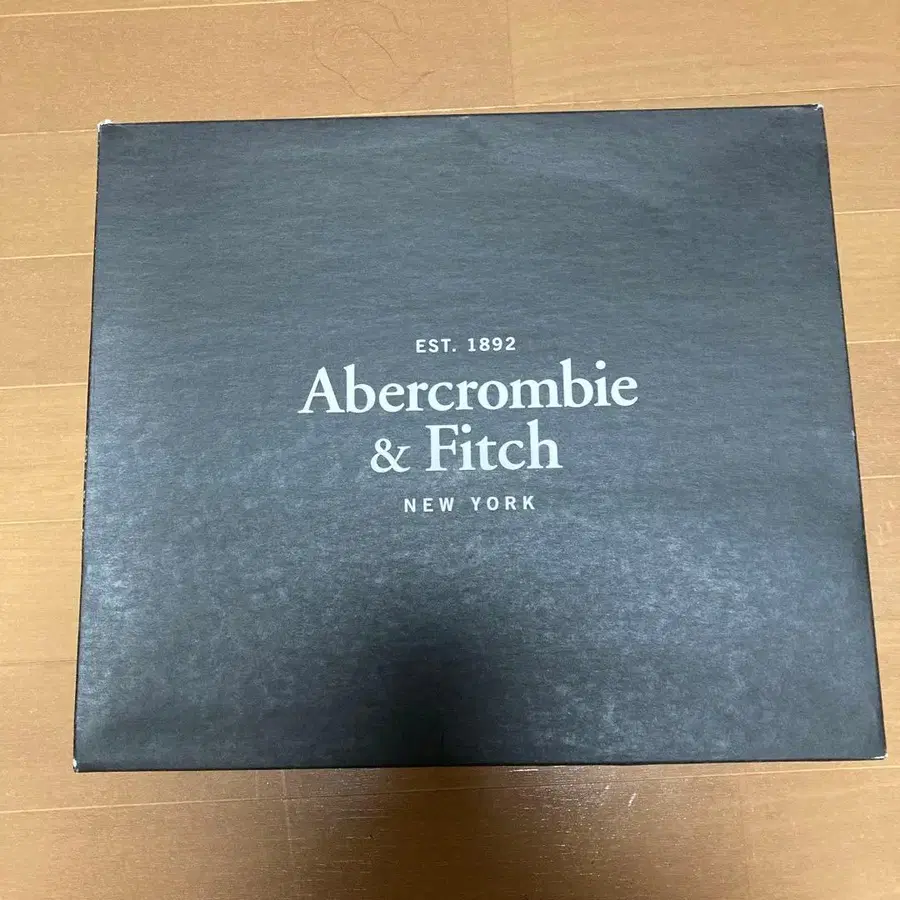 EST. 1892
Abercrombie
& Fitch
NEW YORK